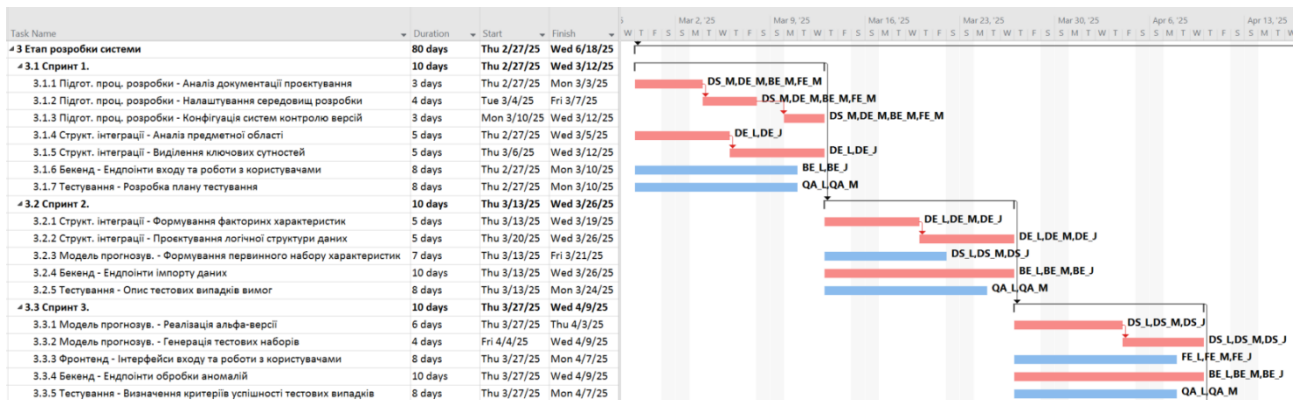 Mar 2, '25 Mar 9, '25 Mar 16, '25 Mar 23, '25 Mar 30, '25 Apr 6, '25 Apr 13, '25
Task Name Duration Start Finish W T F S S M T W T F S S M T W T F S S M T W T F S S M T W T F S S M T W T F S S M T W T F S S M T W
3 Етап розробки системи 80 days Thu 2/27/25 Wed 6/18/25
3.1 Спринт 1. 10 days Thu 2/27/25 Wed 3/12/25
3.1.1 Підгот. проц. розробки - Аналіз документації проєктування 3 days Thu 2/27/25 Mon 3/3/25 DS_M,DE_M,BE_M,FE_M
3.1.2 Підгот. проц. розробки - Налаштування середовищ розробки 4 days Tue 3/4/25 Fri 3/7/25 DS_M,DE_M,BE_M,FE_M
3.1.3 Підгот. проц. розробки - Конфігуація систем контролю версій 3 days Mon 3/10/25 Wed 3/12/25 DS_M,DE_M,BE_M,FE_M
3.1.4 Структ. інтеграції - Аналіз предметної області 5 days Thu 2/27/25 Wed 3/5/25 DE_L,DE_J
3.1.5 Структ. інтеграції - Виділення ключових сутностей 5 days Thu 3/6/25 Wed 3/12/25 DE_L,DE_J
3.1.6 Бекенд - Ендпоінти входу та роботи з користувачами 8 days Thu 2/27/25 Mon 3/10/25 BE_L,BE_J
3.1.7 Тестування - Розробка плану тестування 8 days Thu 2/27/25 Mon 3/10/25 QA_L,QA_M
3.2 Спринт 2. 10 days Thu 3/13/25 Wed 3/26/25
3.2.1 Структ. інтеграції - Формування факторинх характеристик 5 days Thu 3/13/25 Wed 3/19/25 DE_L,DE_M,DE_J
3.2.2 Структ. інтеграції - Проєктування логічної структури даних 5 days Thu 3/20/25 Wed 3/26/25 DE_L,DE_M,DE_J
3.2.3 Модель прогнозув. - Формування первинного набору характеристик 7 days Thu 3/13/25 Fri 3/21/25 DS_L,DS_M,DS_J
3.2.4 Бекенд - Ендпоінти імпорту даних 10 days Thu 3/13/25 Wed 3/26/25 BE_L,BE_M,BE_J
3.2.5 Тестування - Опис тестових випадків вимог 8 days Thu 3/13/25 Mon 3/24/25 QA_L,QA_M
3.3 Спринт 3. 10 days Thu 3/27/25 Wed 4/9/25
3.3.1 Модель прогнозув. - Реалізація альфа-версії 6 days Thu 3/27/25 Thu 4/3/25 DS_L,DS_M,DS_J
3.3.2 Модель прогнозув. - Генерація тестових наборів 4 days Fri 4/4/25 Wed 4/9/25 DS_L,DS_M,DS_J
3.3.3 Фронтенд - Інтерфейси входу та роботи з користувачами 8 days Thu 3/27/25 Mon 4/7/25 FE_L,FE_M,FE_J
3.3.4 Бекенд - Ендпоінти обробки аномалій 10 days Thu 3/27/25 Wed 4/9/25 BE_L,BE_M,BE_J
3.3.5 Тестування - Визначення критеріїв успішності тестових випадків 8 days Thu 3/27/25 Mon 4/7/25 QA_L,QA_M